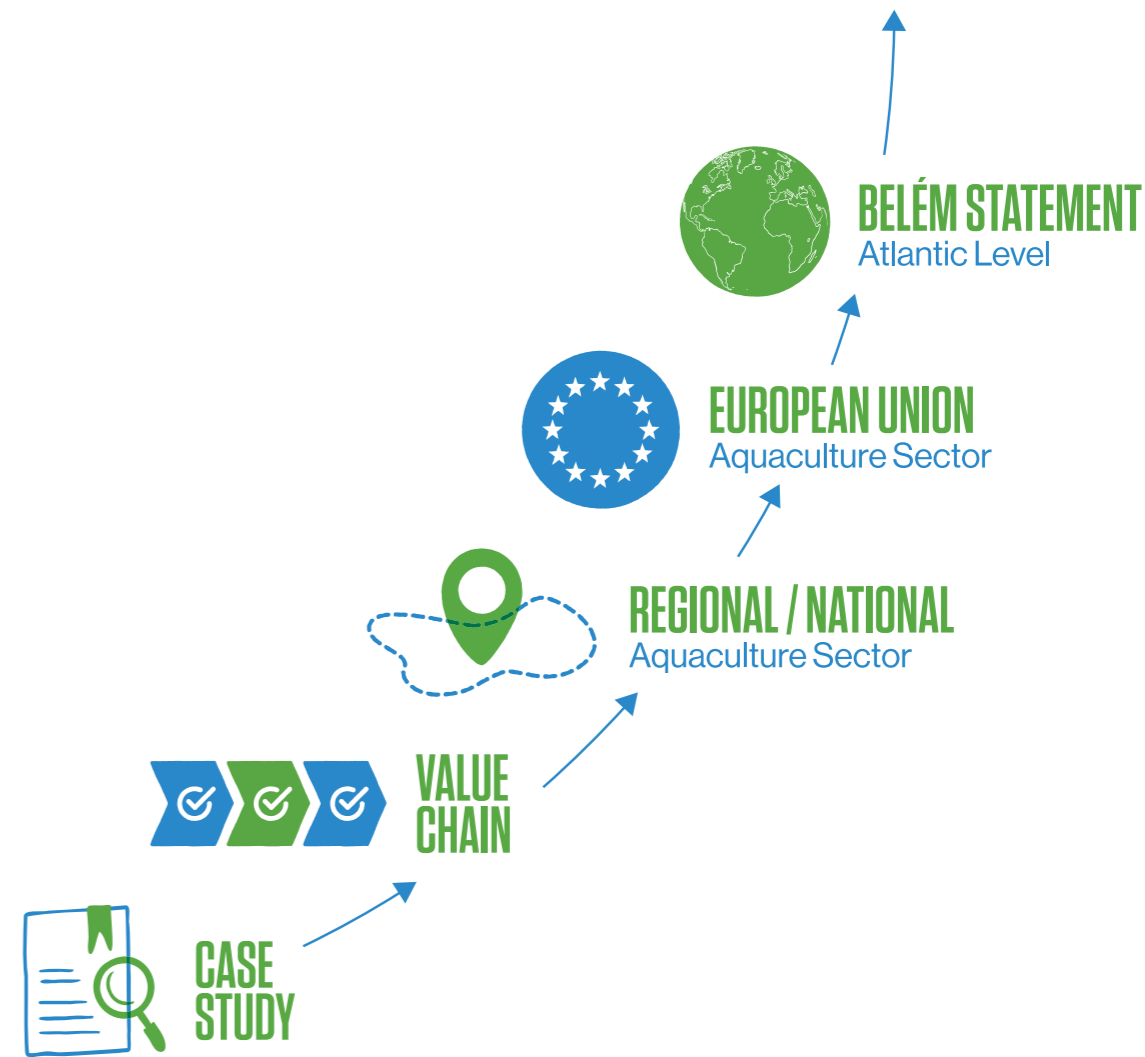 BELÉM STATEMENT
Atlantic Level
EUROPEAN UNION
Aquaculture Sector
REGIONAL / NATIONAL
Aquaculture Sector
VALUE
CHAIN
CASE
STUDY